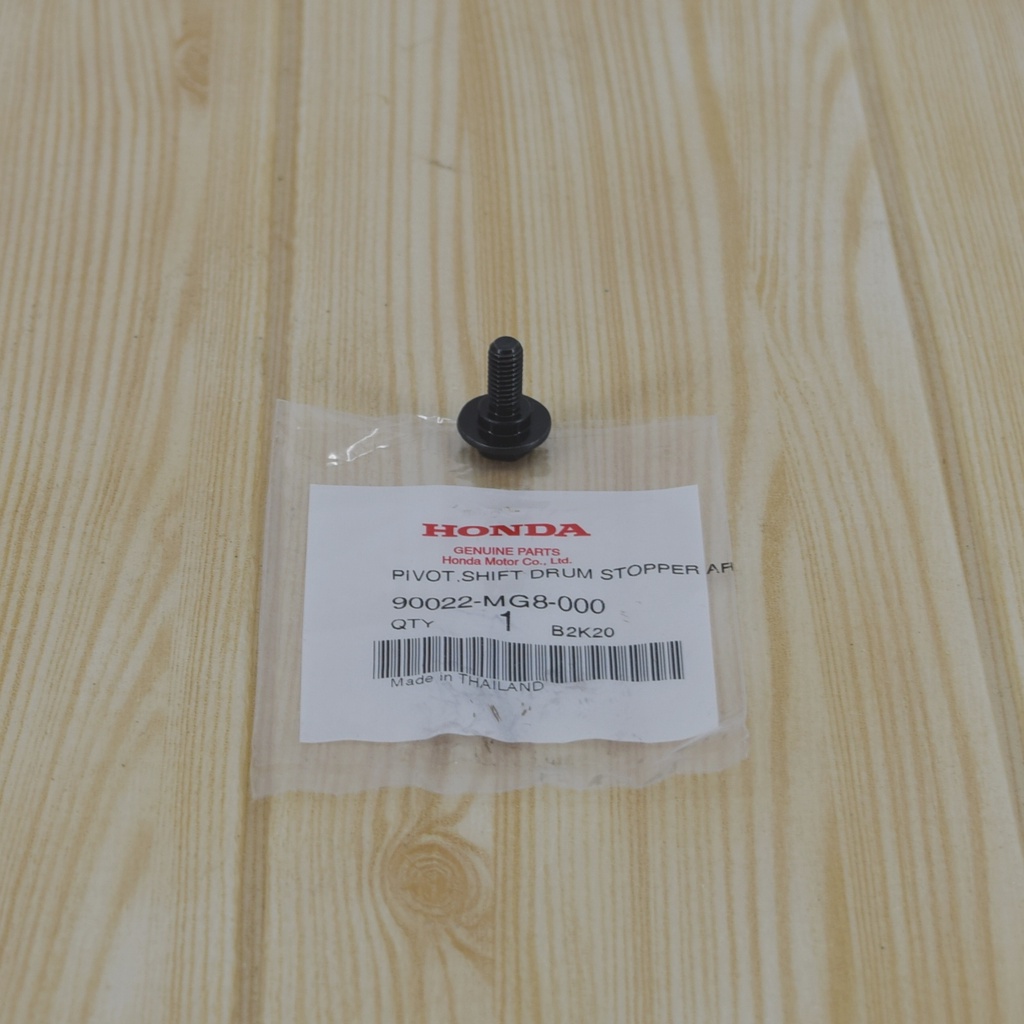 HONDA
GENUINE PARTS
Honda Motor Co., Ltd.
PIVOT,SHIFT DRUM STOPPER AR
90022-MG8-000
QTY 1 B2K20
Made in THAILAND